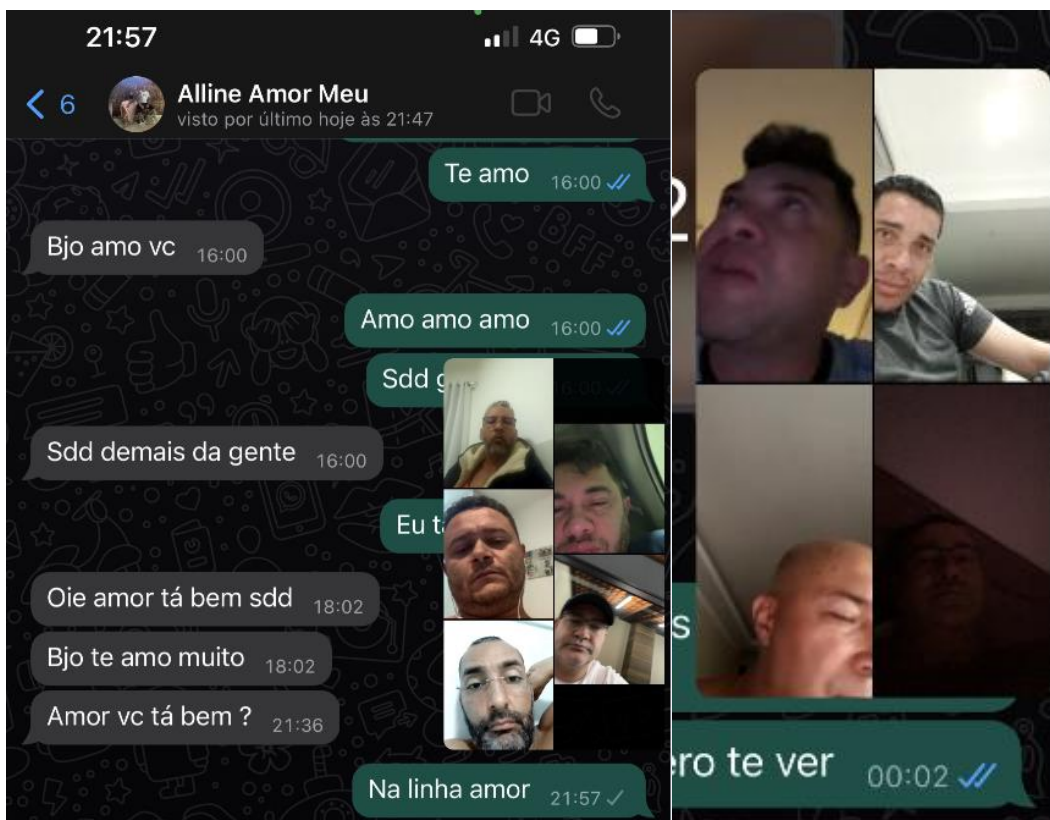 21:57
4G
6
Alline Amor Meu
visto por último hoje às 21:47
Te amo 16:00
Bjo amo vc 16:00
Amo amo amo 16:00
Sdd
Sdd demais da gente 16:00
Eu
Oie amor tá bem sdd 18:02
Bjo te amo muito 18:02
Amor vc tá bem ? 21:36
Na linha amor 21:57
2
s
ro te ver 00:02